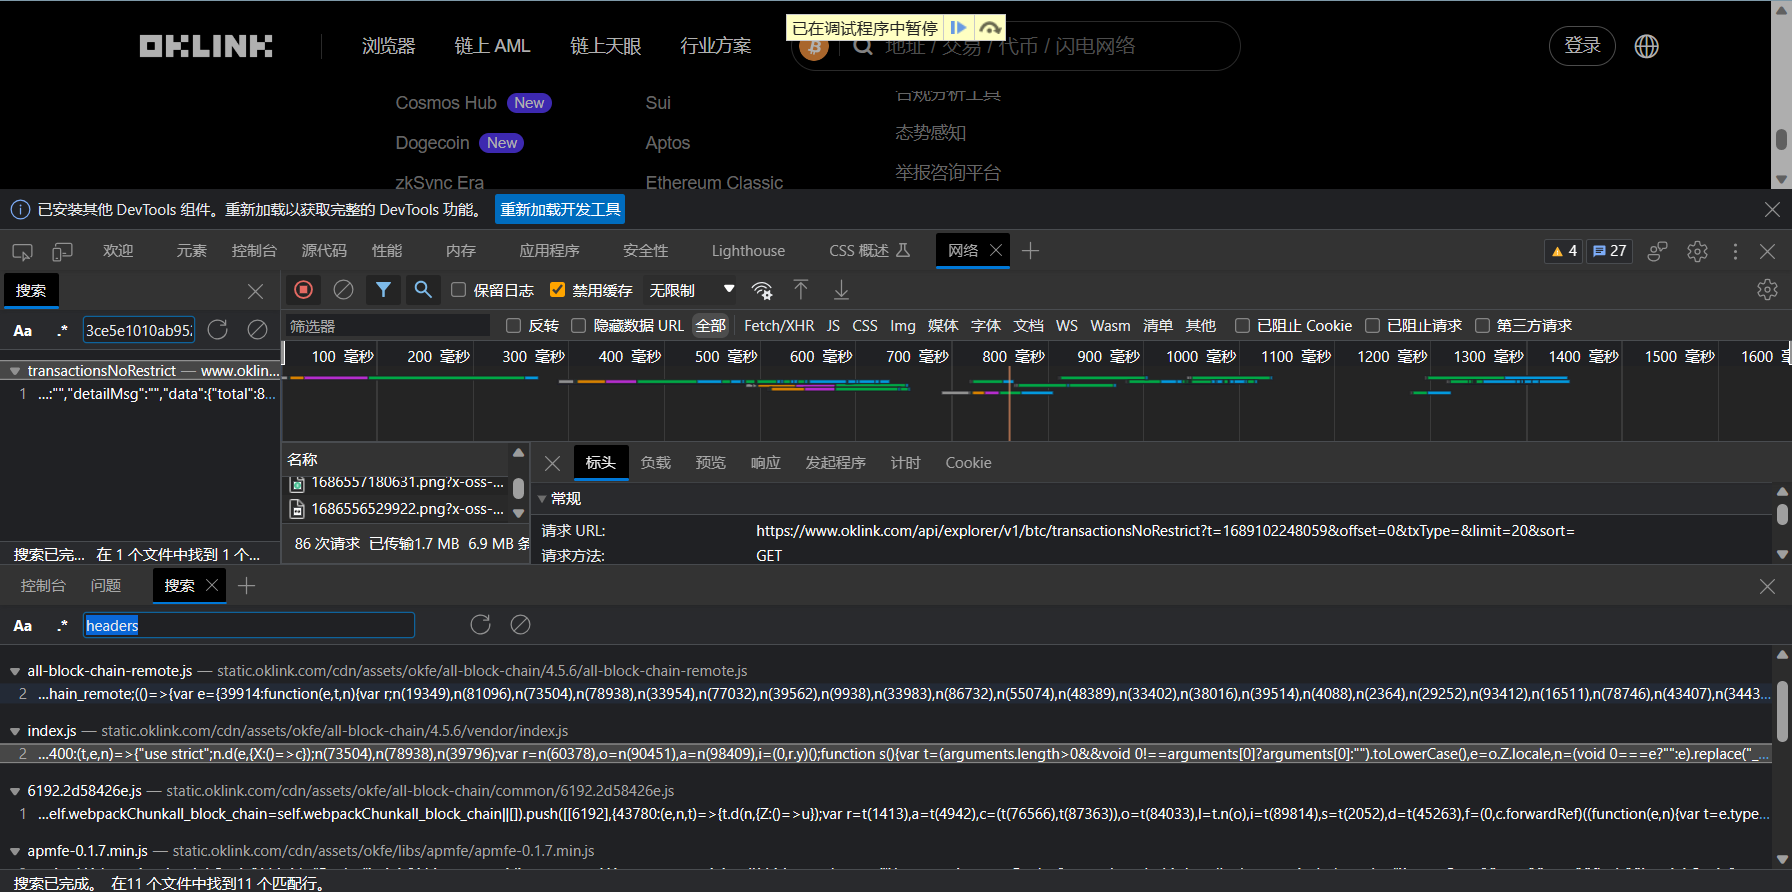 已在调试程序中暂停
OKLINK 浏览器 链上 AML 链上天眼 行业方案 地址 / 交易 / 代币 / 闪电网络 登录
Cosmos Hub New Sui 合规分析工具
Dogecoin New Aptos 态势感知
zkSync Era Ethereum Classic 举报咨询平台
已安装其他 DevTools 组件。重新加载以获取完整的 DevTools 功能。 重新加载开发工具
欢迎 元素 控制台 源代码 性能 内存 应用程序 安全性 Lighthouse CSS 概述 网络 4 27
搜索 保留日志 禁用缓存 无限制
Aa .* 3ce5e1010ab95 筛选器 反转 隐藏数据 URL 全部 Fetch/XHR JS CSS Img 媒体 字体 文档 WS Wasm 清单 其他 已阻止 Cookie 已阻止请求 第三方请求
100 毫秒 200 毫秒 300 毫秒 400 毫秒 500 毫秒 600 毫秒 700 毫秒 800 毫秒 900 毫秒 1000 毫秒 1100 毫秒 1200 毫秒 1300 毫秒 1400 毫秒 1500 毫秒 1600
transactionsNoRestrict — www.oklin...
1 ...:"","detailMsg":"","data":{"total":8...
名称 标头 负载 预览 响应 发起程序 计时 Cookie
1686557180631.png?x-oss-...
常规
1686556529922.png?x-oss-...
请求 URL: https://www.oklink.com/api/explorer/v1/btc/transactionsNoRestrict?t=1689102248059&offset=0&txType=&limit=20&sort=
86 次请求 已传输1.7 MB 6.9 MB 条
搜索已完... 在 1 个文件中找到 1 个...
请求方法: GET
控制台 问题 搜索
Aa .* headers
all-block-chain-remote.js — static.oklink.com/cdn/assets/okfe/all-block-chain/4.5.6/all-block-chain-remote.js
2 ...hain_remote;(()=>{var e={39914:function(e,t,n){var r;n(19349),n(81096),n(73504),n(78938),n(33954),n(77032),n(39562),n(9938),n(33983),n(86732),n(55074),n(48389),n(33402),n(38016),n(39514),n(4088),n(2364),n(29252),n(93412),n(16511),n(78746),n(43407),n(3443...
index.js — static.oklink.com/cdn/assets/okfe/all-block-chain/4.5.6/vendor/index.js
2 ...400:(t,e,n)=>{"use strict";n.d(e,{X:()=>c});n(73504),n(78938),n(39796);var r=n(60378),o=n(90451),a=n(98409),i=(0,r.y)();function s(){var t=(arguments.length>0&&void 0!==arguments[0]?arguments[0]:"").toLowerCase(),e=o.Z.locale,n=(void 0===e?"":e).replace("_...
6192.2d58426e.js — static.oklink.com/cdn/assets/okfe/all-block-chain/common/6192.2d58426e.js
1 ...elf.webpackChunkall_block_chain=self.webpackChunkall_block_chain||[]).push([[6192],{43780:(e,n,t)=>{t.d(n,{Z:()=>u});var r=t(1413),a=t(4942),c=(t(76566),t(87363)),o=t(84033),l=t.n(o),i=t(89814),s=t(2052),d=t(45263),f=(0,c.forwardRef)((function(e,n){var t=e.type...
apmfe-0.1.7.min.js — static.oklink.com/cdn/assets/okfe/libs/apmfe/apmfe-0.1.7.min.js
搜索已完成。 在11 个文件中找到11 个匹配行。